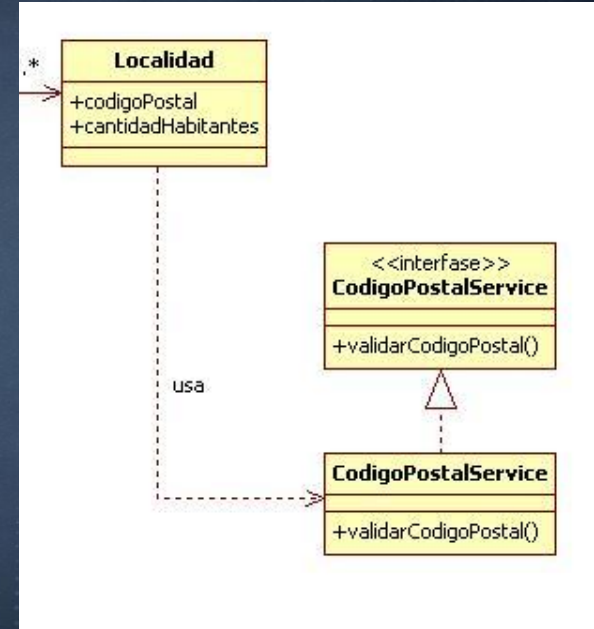 .*
Localidad
+codigoPostal
+cantidadHabitantes
<<interfase>>
CodigoPostalService
+validarCodigoPostal()
usa
CodigoPostalService
+validarCodigoPostal()